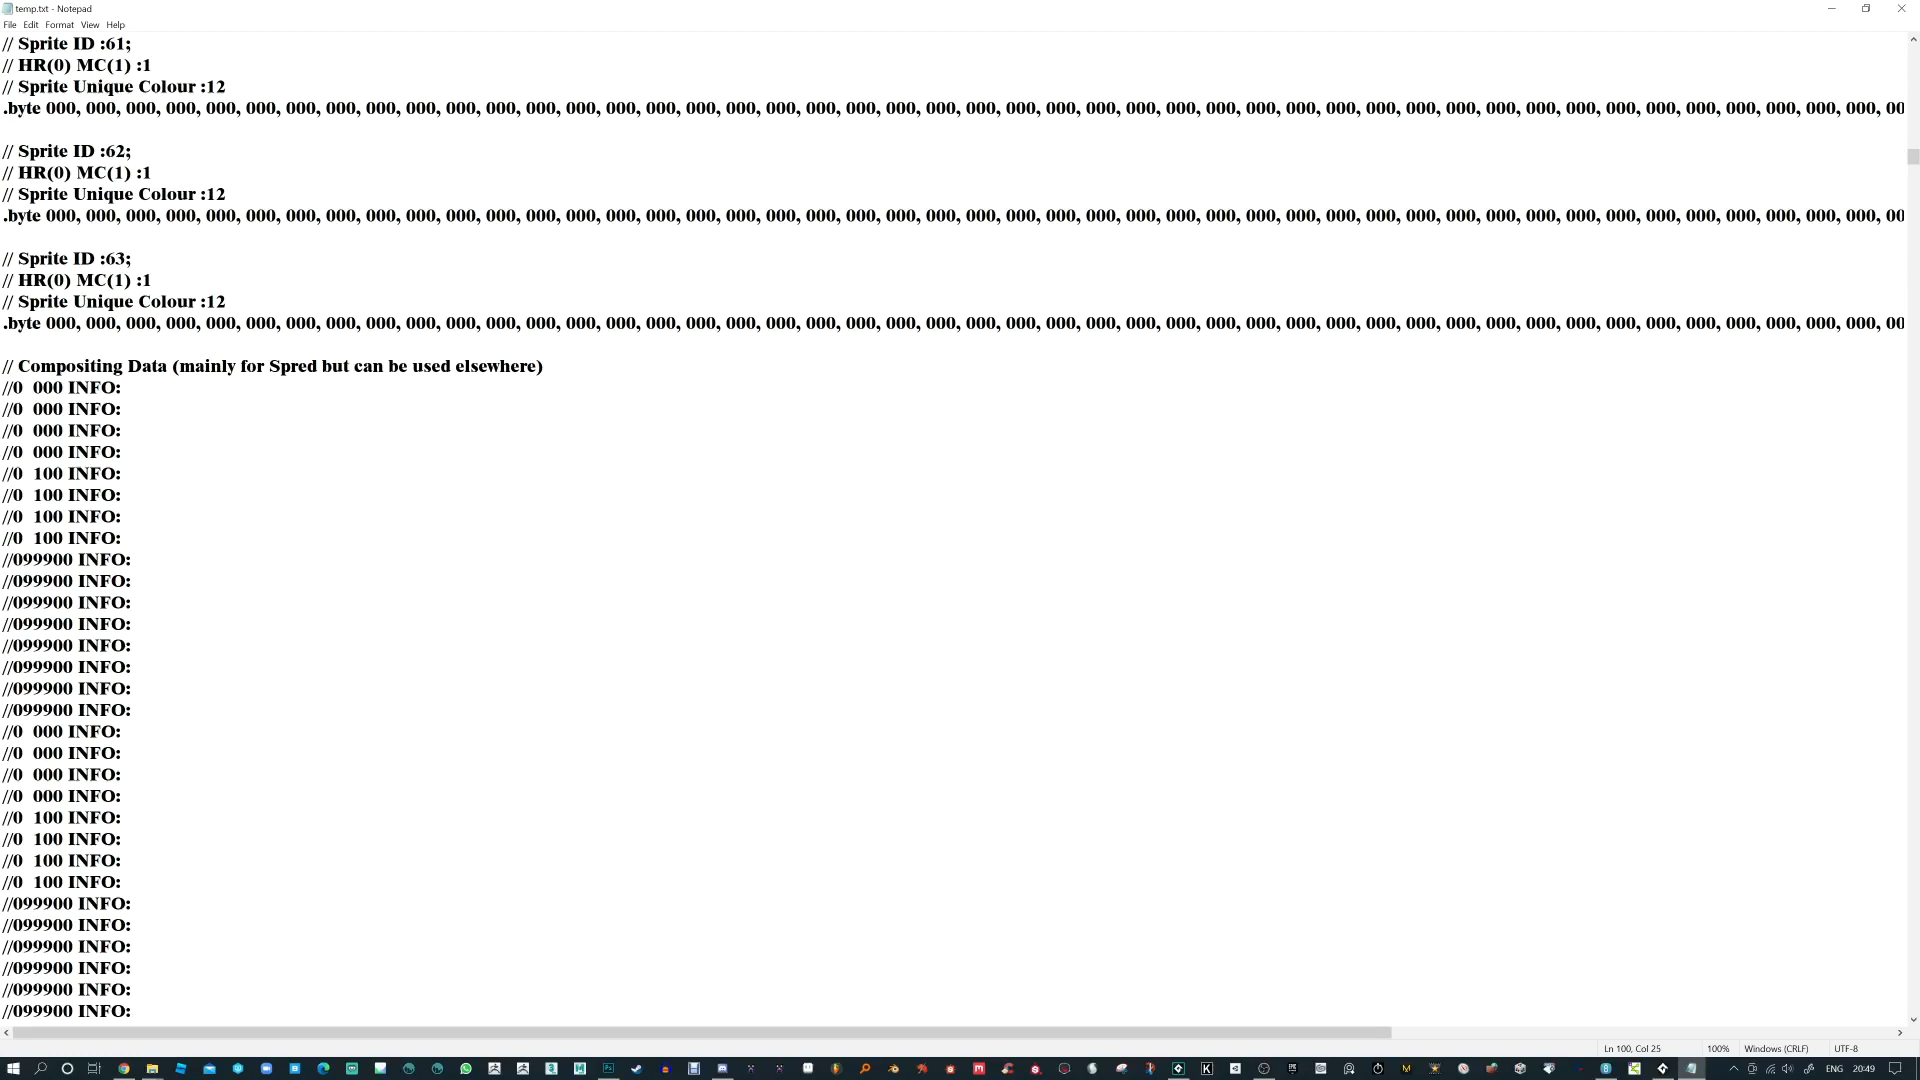 temp.txt - Notepad
File Edit Format View Help
// Sprite ID :61;
// HR(0) MC(1) :1
// Sprite Unique Colour :12
.byte 000, 000, 000, 000, 000, 000, 000, 000, 000, 000, 000, 000, 000, 000, 000, 000, 000, 000, 000, 000, 000, 000, 000, 000, 000, 000, 000, 000, 000, 000, 000, 000, 000, 000, 000, 000, 000, 000, 000, 000, 000, 000, 000, 000, 000, 000, 00
// Sprite ID :62;
// HR(0) MC(1) :1
// Sprite Unique Colour :12
.byte 000, 000, 000, 000, 000, 000, 000, 000, 000, 000, 000, 000, 000, 000, 000, 000, 000, 000, 000, 000, 000, 000, 000, 000, 000, 000, 000, 000, 000, 000, 000, 000, 000, 000, 000, 000, 000, 000, 000, 000, 000, 000, 000, 000, 000, 000, 00
// Sprite ID :63;
// HR(0) MC(1) :1
// Sprite Unique Colour :12
.byte 000, 000, 000, 000, 000, 000, 000, 000, 000, 000, 000, 000, 000, 000, 000, 000, 000, 000, 000, 000, 000, 000, 000, 000, 000, 000, 000, 000, 000, 000, 000, 000, 000, 000, 000, 000, 000, 000, 000, 000, 000, 000, 000, 000, 000, 000, 00
// Compositing Data (mainly for Spred but can be used elsewhere)
//0  000 INFO:
//0  000 INFO:
//0  000 INFO:
//0  000 INFO:
//0  100 INFO:
//0  100 INFO:
//0  100 INFO:
//0  100 INFO:
//099900 INFO:
//099900 INFO:
//099900 INFO:
//099900 INFO:
//099900 INFO:
//099900 INFO:
//099900 INFO:
//099900 INFO:
//0  000 INFO:
//0  000 INFO:
//0  000 INFO:
//0  000 INFO:
//0  100 INFO:
//0  100 INFO:
//0  100 INFO:
//0  100 INFO:
//099900 INFO:
//099900 INFO:
//099900 INFO:
//099900 INFO:
//099900 INFO:
//099900 INFO:
Ln 100, Col 25 100% Windows (CRLF) UTF-8
ENG 20:49